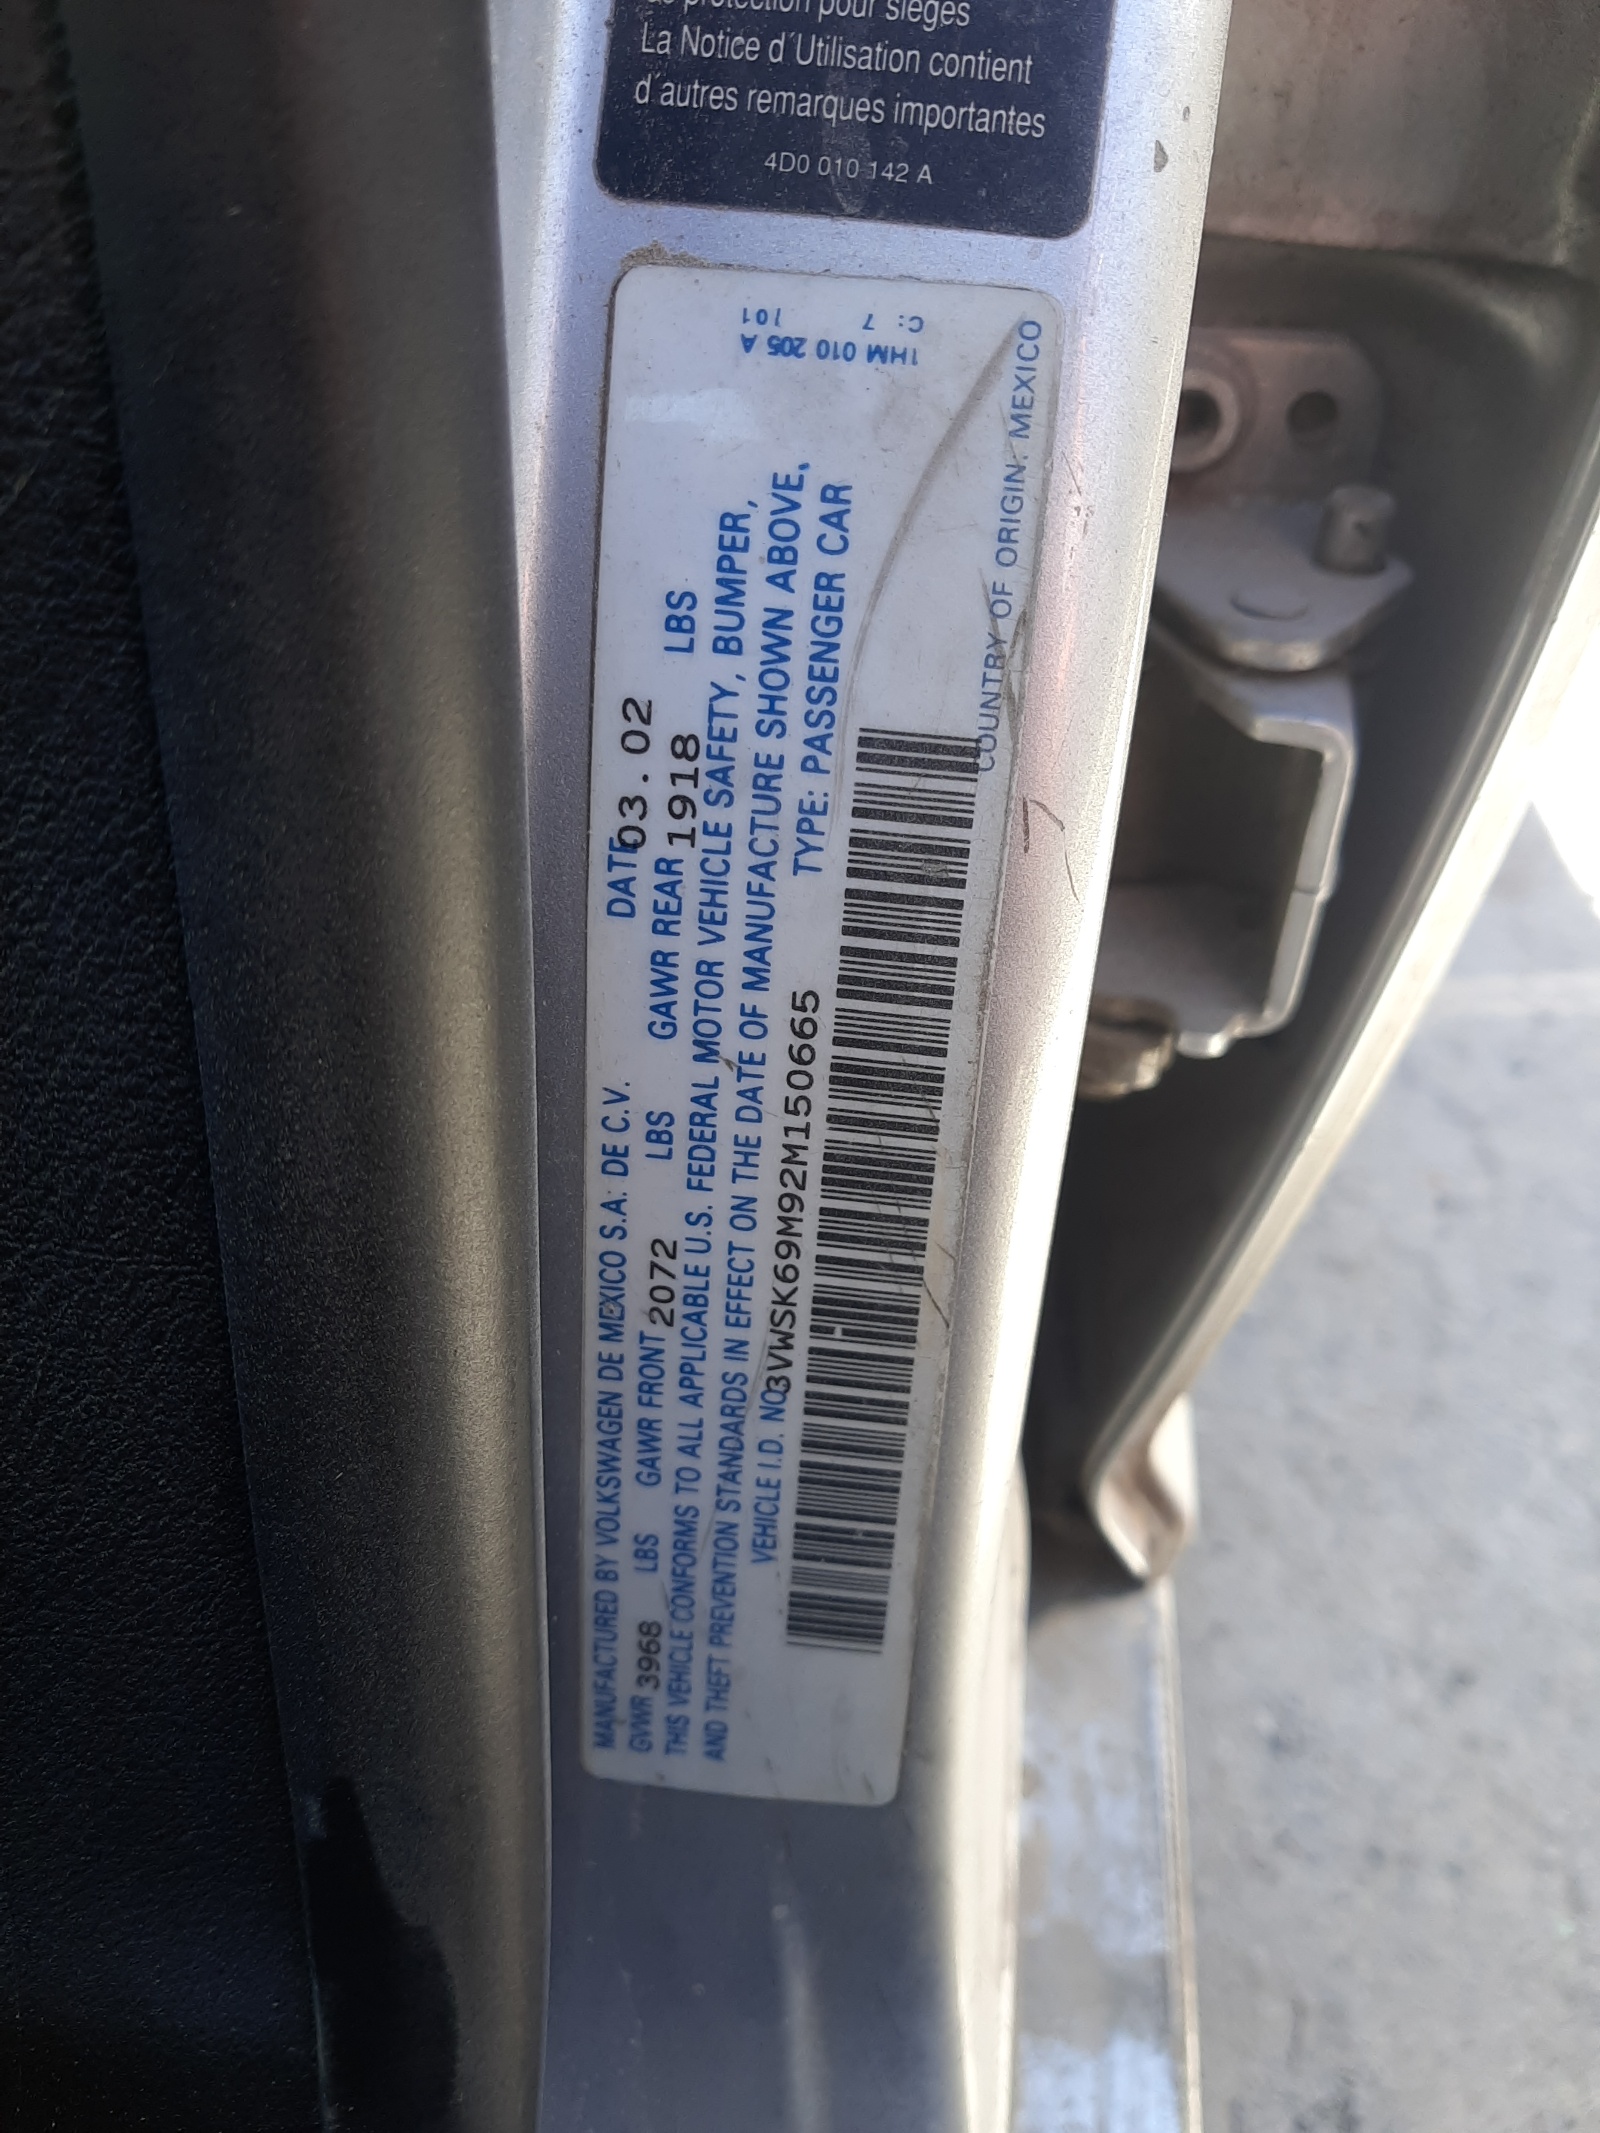 protection pour sièges
La Notice d'Utilisation contient
d'autres remarques importantes
4D0 010 142 A
1HM 010 205 A
C: 7 101
MANUFACTURED BY VOLKSWAGEN DE MEXICO S.A. DE C.V. DATE 03.02
GVWR 3968 LBS GAWR FRONT 2072 LBS GAWR REAR 1918 LBS
THIS VEHICLE CONFORMS TO ALL APPLICABLE U.S. FEDERAL MOTOR VEHICLE SAFETY, BUMPER,
AND THEFT PREVENTION STANDARDS IN EFFECT ON THE DATE OF MANUFACTURE SHOWN ABOVE.
VEHICLE I.D. NO 3VWSK69M92M150665 TYPE: PASSENGER CAR
COUNTRY OF ORIGIN: MEXICO